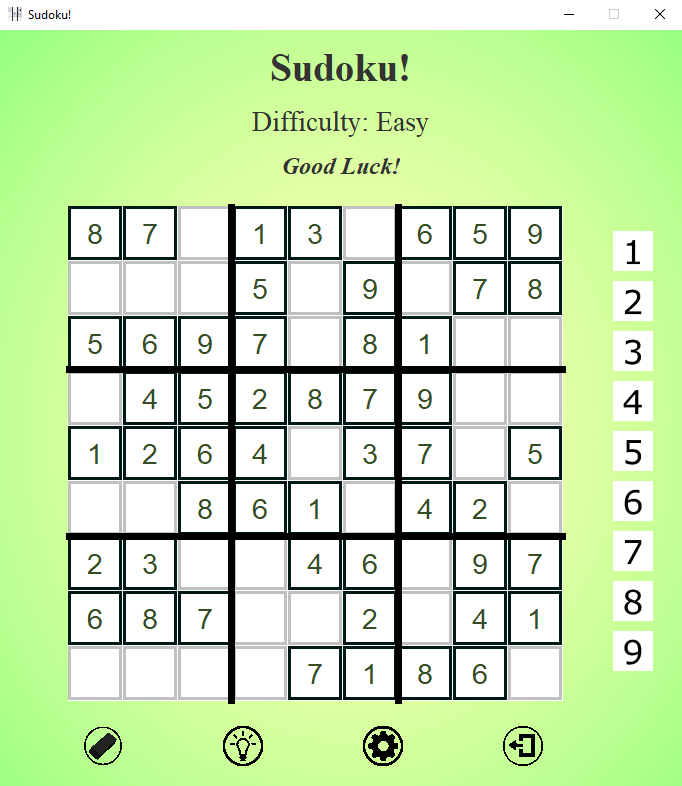 Sudoku!
Sudoku!
Difficulty: Easy
Good Luck!
8 7 1 3 6 5 9
5 9 7 8
5 6 9 7 8 1
4 5 2 8 7 9
1 2 6 4 3 7 5
8 6 1 4 2
2 3 4 6 9 7
6 8 7 2 4 1
7 1 8 6
1
2
3
4
5
6
7
8
9